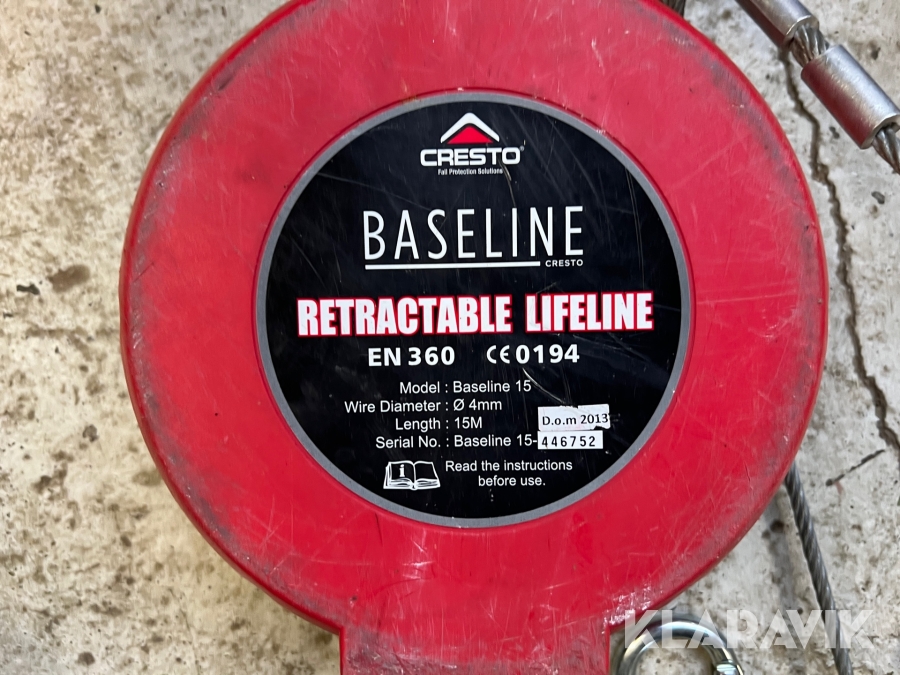 CRESTO®
Fall Protection Solutions
BASELINE
CRESTO
RETRACTABLE LIFELINE
EN 360 CE 0194
Model : Baseline 15
Wire Diameter : Ø 4mm
Length : 15M
D.o.m 2013
Serial No. : Baseline 15-446752
i
Read the instructions
before use.
KLARAVIK